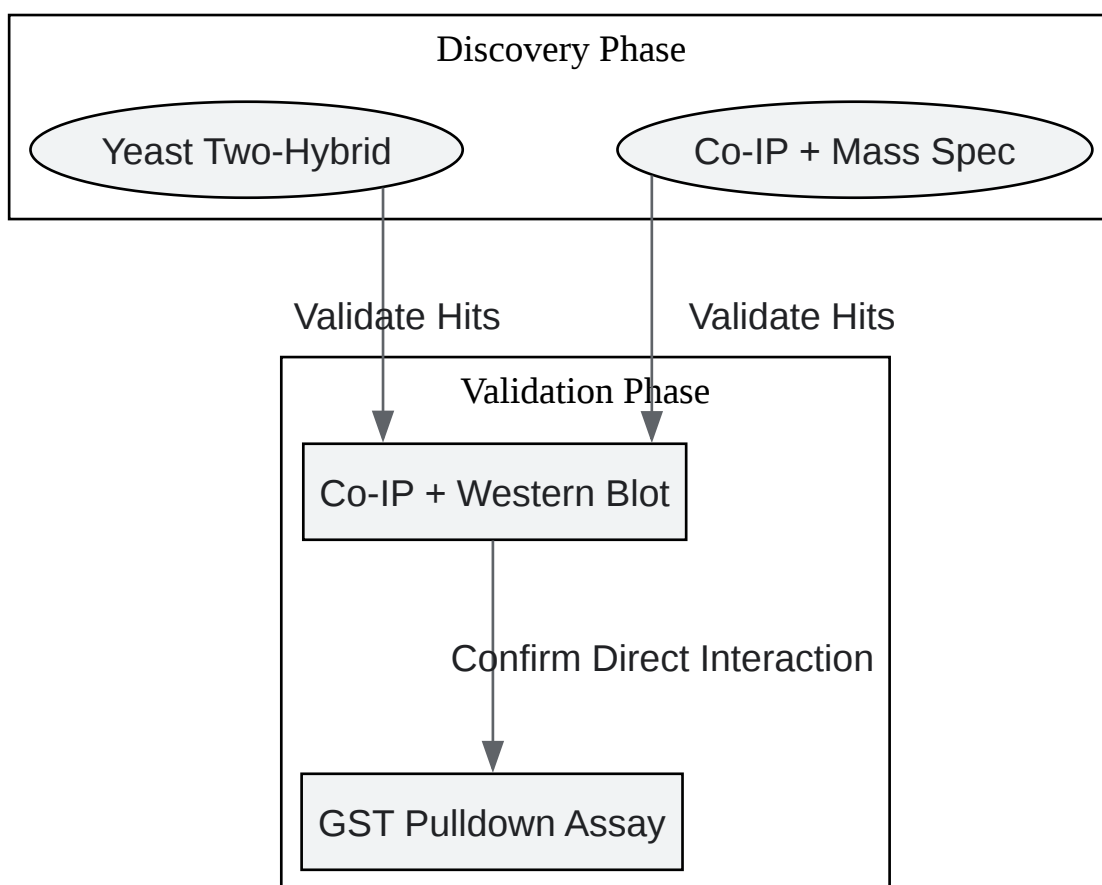 Discovery Phase
Yeast Two-Hybrid
Co-IP + Mass Spec
Validate Hits
Validate Hits
Validation Phase
Co-IP + Western Blot
Confirm Direct Interaction
GST Pulldown Assay